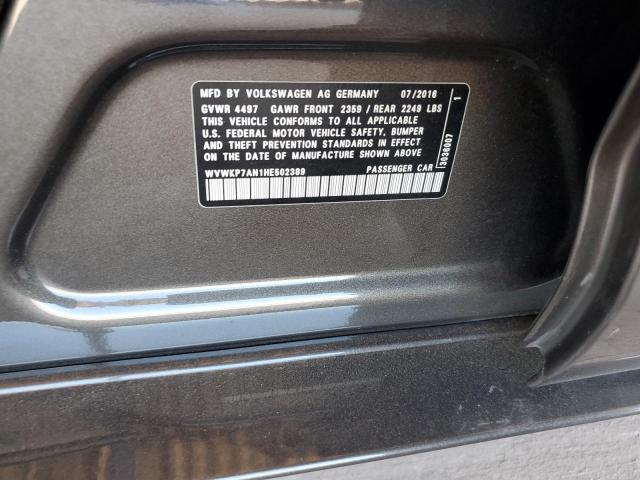 MFD BY VOLKSWAGEN AG GERMANY 07/2016
GVWR 4497 GAWR FRONT 2359 / REAR 2249 LBS
THIS VEHICLE CONFORMS TO ALL APPLICABLE
U.S. FEDERAL MOTOR VEHICLE SAFETY, BUMPER
AND THEFT PREVENTION STANDARDS IN EFFECT
ON THE DATE OF MANUFACTURE SHOWN ABOVE
WVWKP7AN1HE502389 PASSENGER CAR
3036007 1